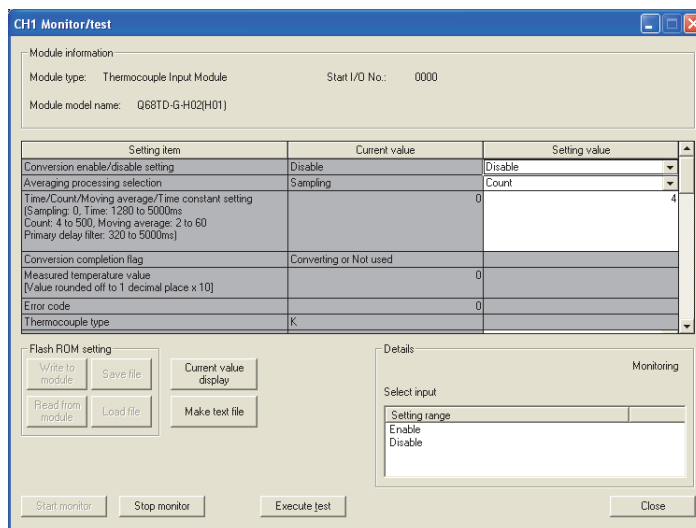 CH1 Monitor/test
Module information
Module type: Thermocouple Input Module Start I/O No.: 0000
Module model name: Q68TD-G-H02(H01)
Setting item Current value Setting value
Conversion enable/disable setting Disable Disable
Averaging processing selection Sampling Count
Time/Count/Moving average/Time constant setting 0 4
(Sampling: 0, Time: 1280 to 5000ms
Count: 4 to 500, Moving average: 2 to 60
Primary delay filter: 320 to 5000ms)
Conversion completion flag Converting or Not used
Measured temperature value 0
[Value rounded off to 1 decimal place x 10]
Error code 0
Thermocouple type K
Flash ROM setting
Write to module Save file Current value display
Read from module Load file Make text file
Details
Monitoring
Select input
Setting range
Enable
Disable
Start monitor Stop monitor Execute test Close